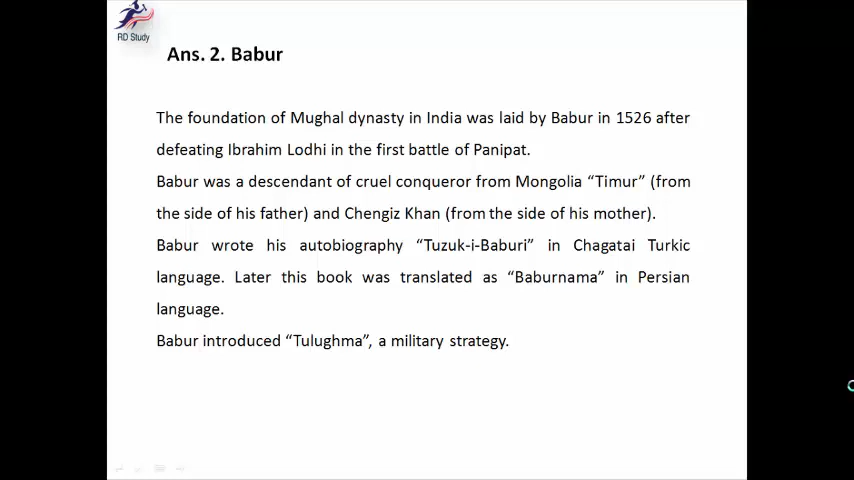 RD Study
Ans. 2. Babur
The foundation of Mughal dynasty in India was laid by Babur in 1526 after
defeating Ibrahim Lodhi in the first battle of Panipat.
Babur was a descendant of cruel conqueror from Mongolia “Timur” (from
the side of his father) and Chengiz Khan (from the side of his mother).
Babur wrote his autobiography “Tuzuk-i-Baburi” in Chagatai Turkic
language. Later this book was translated as “Baburnama” in Persian
language.
Babur introduced “Tulughma”, a military strategy.